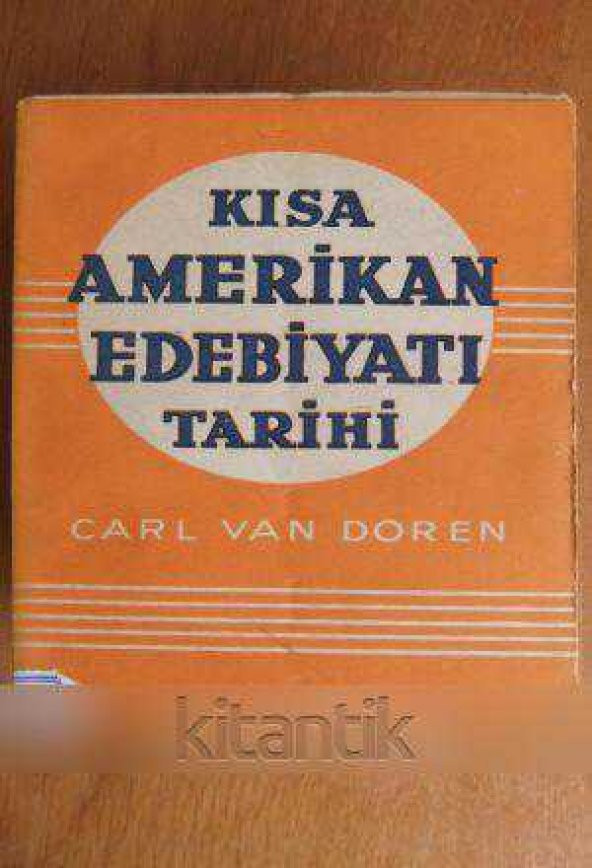 KISA
AMERİKAN
EDEBİYATI
TARİHİ
CARL VAN DOREN
kitantik